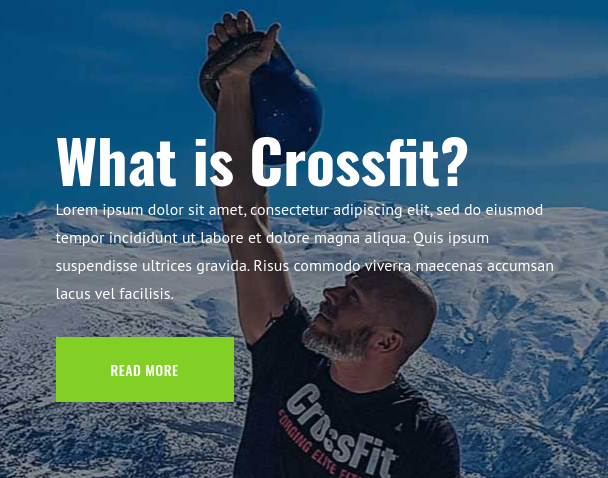 What is Crossfit?
Lorem ipsum dolor sit amet, consectetur adipiscing elit, sed do eiusmod
tempor incididunt ut labore et dolore magna aliqua. Quis ipsum
suspendisse ultrices gravida. Risus commodo viverra maecenas accumsan
lacus vel facilisis.
READ MORE
CrossFit
FORGING ELITE